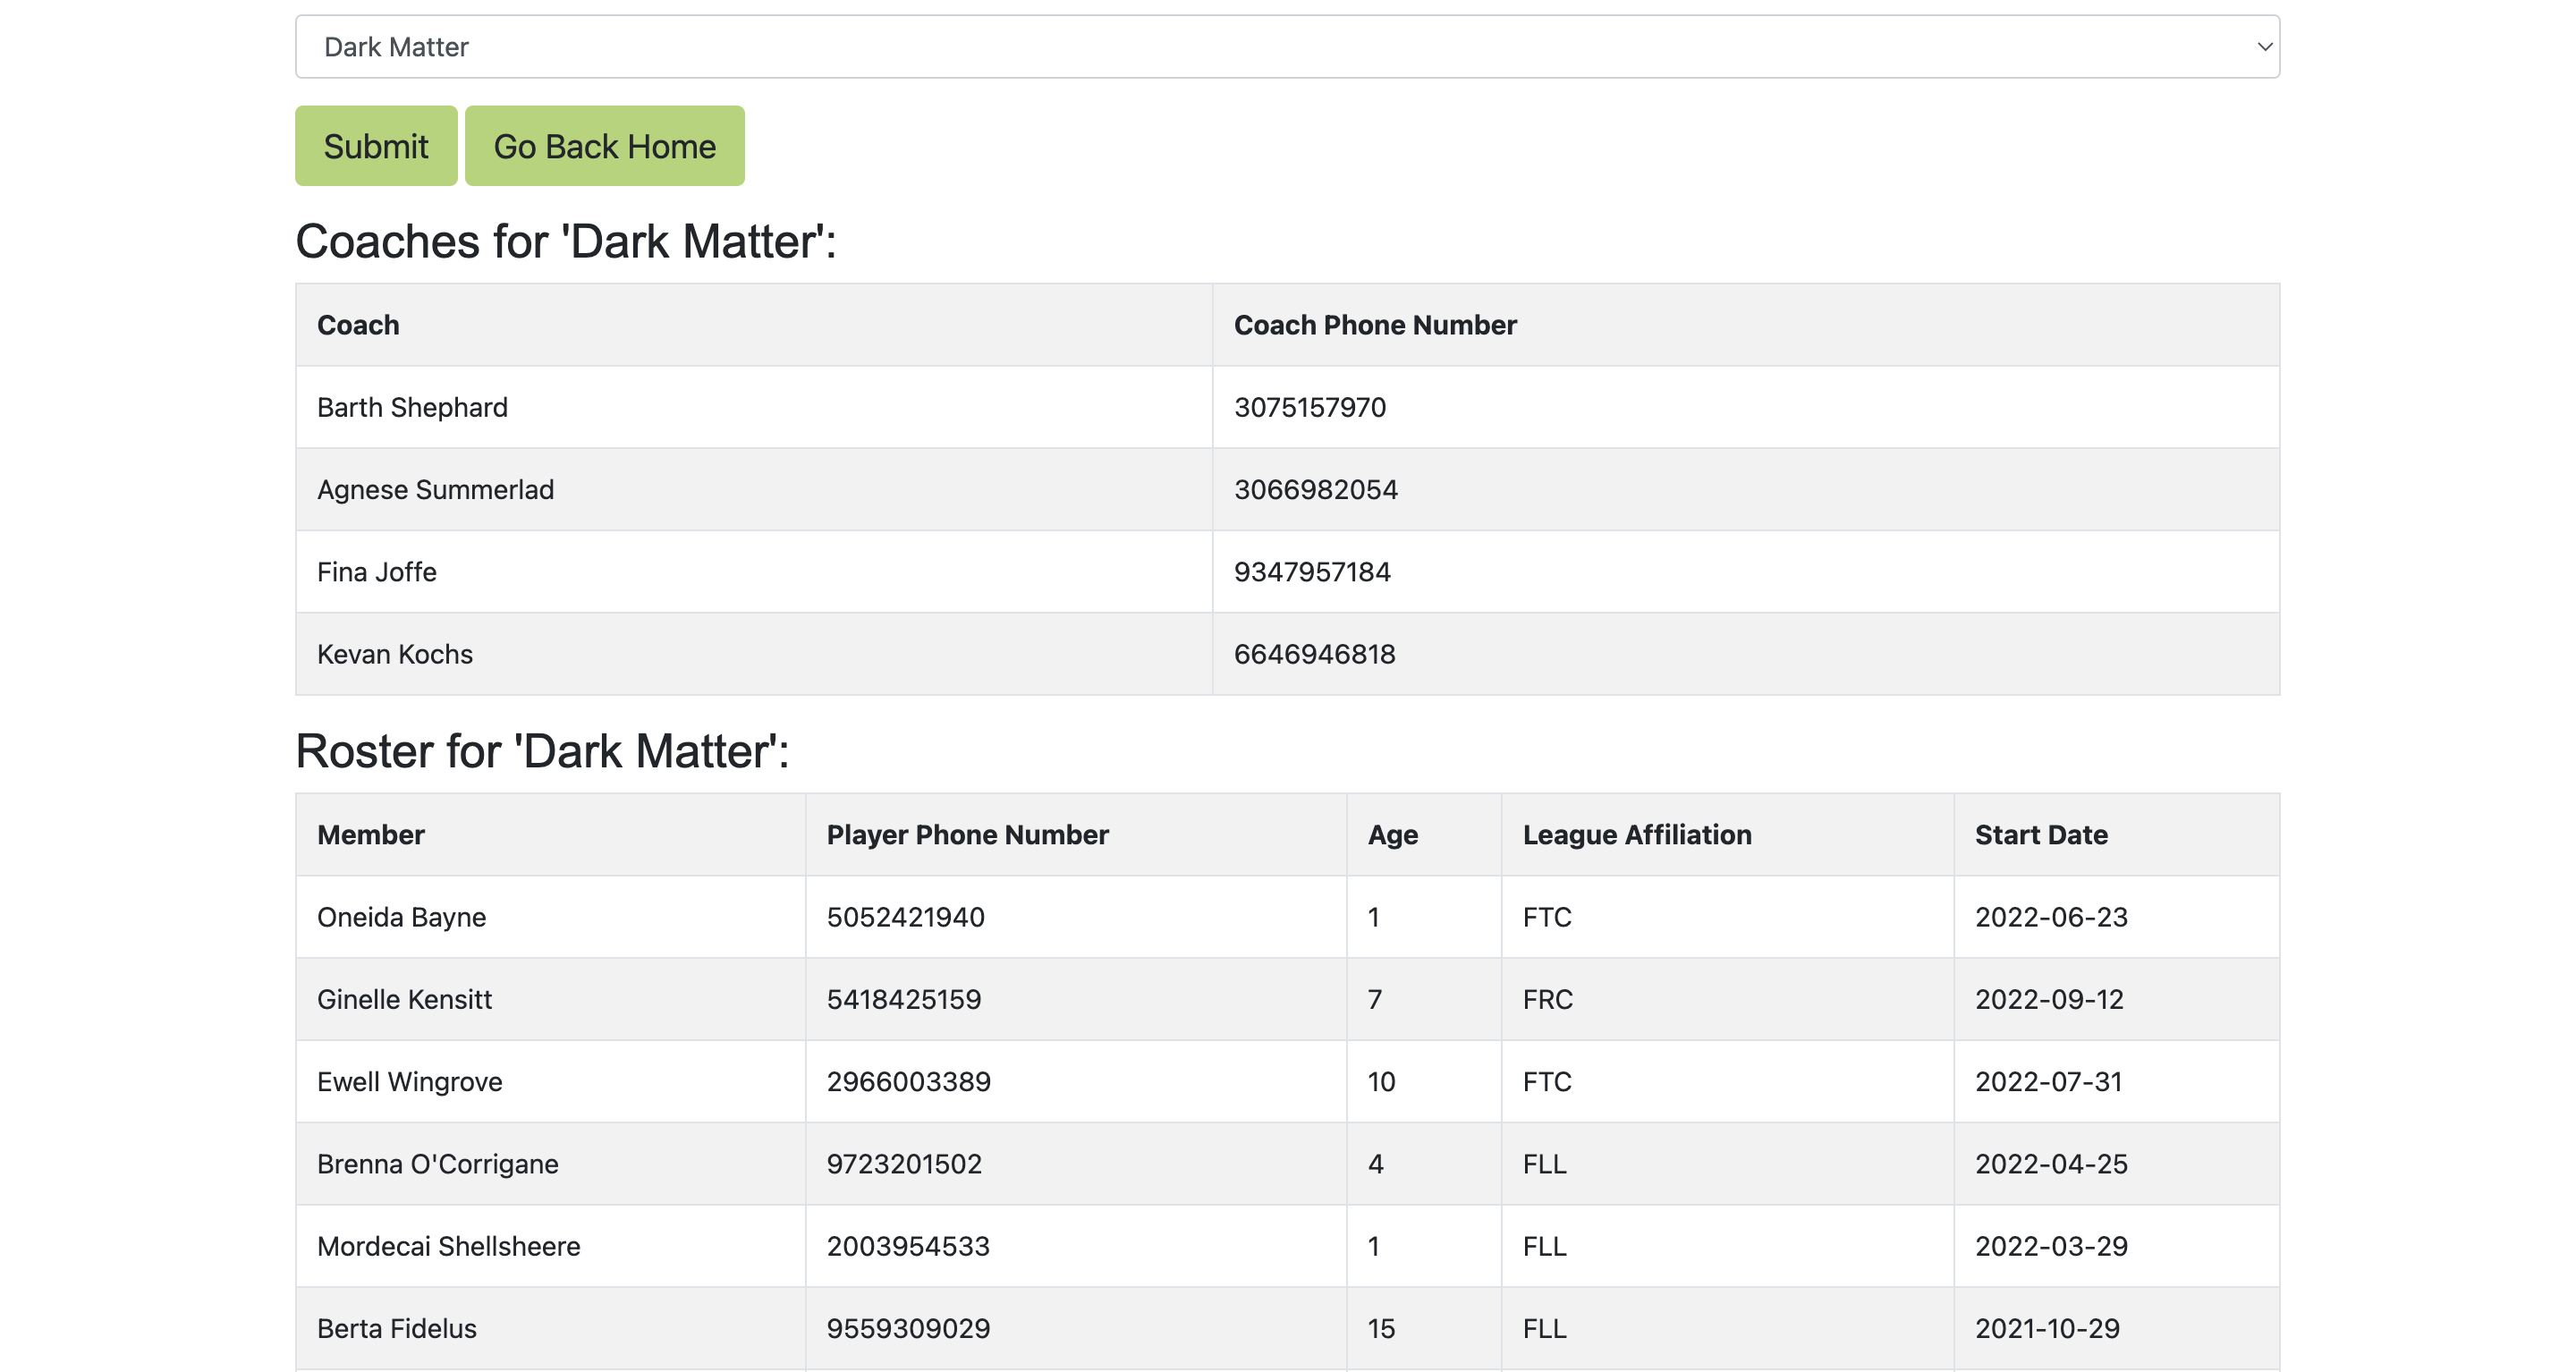 Dark Matter
Submit Go Back Home
Coaches for 'Dark Matter':
Coach Coach Phone Number
Barth Shephard 3075157970
Agnese Summerlad 3066982054
Fina Joffe 9347957184
Kevan Kochs 6646946818
Roster for 'Dark Matter':
Member Player Phone Number Age League Affiliation Start Date
Oneida Bayne 5052421940 1 FTC 2022-06-23
Ginelle Kensitt 5418425159 7 FRC 2022-09-12
Ewell Wingrove 2966003389 10 FTC 2022-07-31
Brenna O'Corrigane 9723201502 4 FLL 2022-04-25
Mordecai Shellsheere 2003954533 1 FLL 2022-03-29
Berta Fidelus 9559309029 15 FLL 2021-10-29